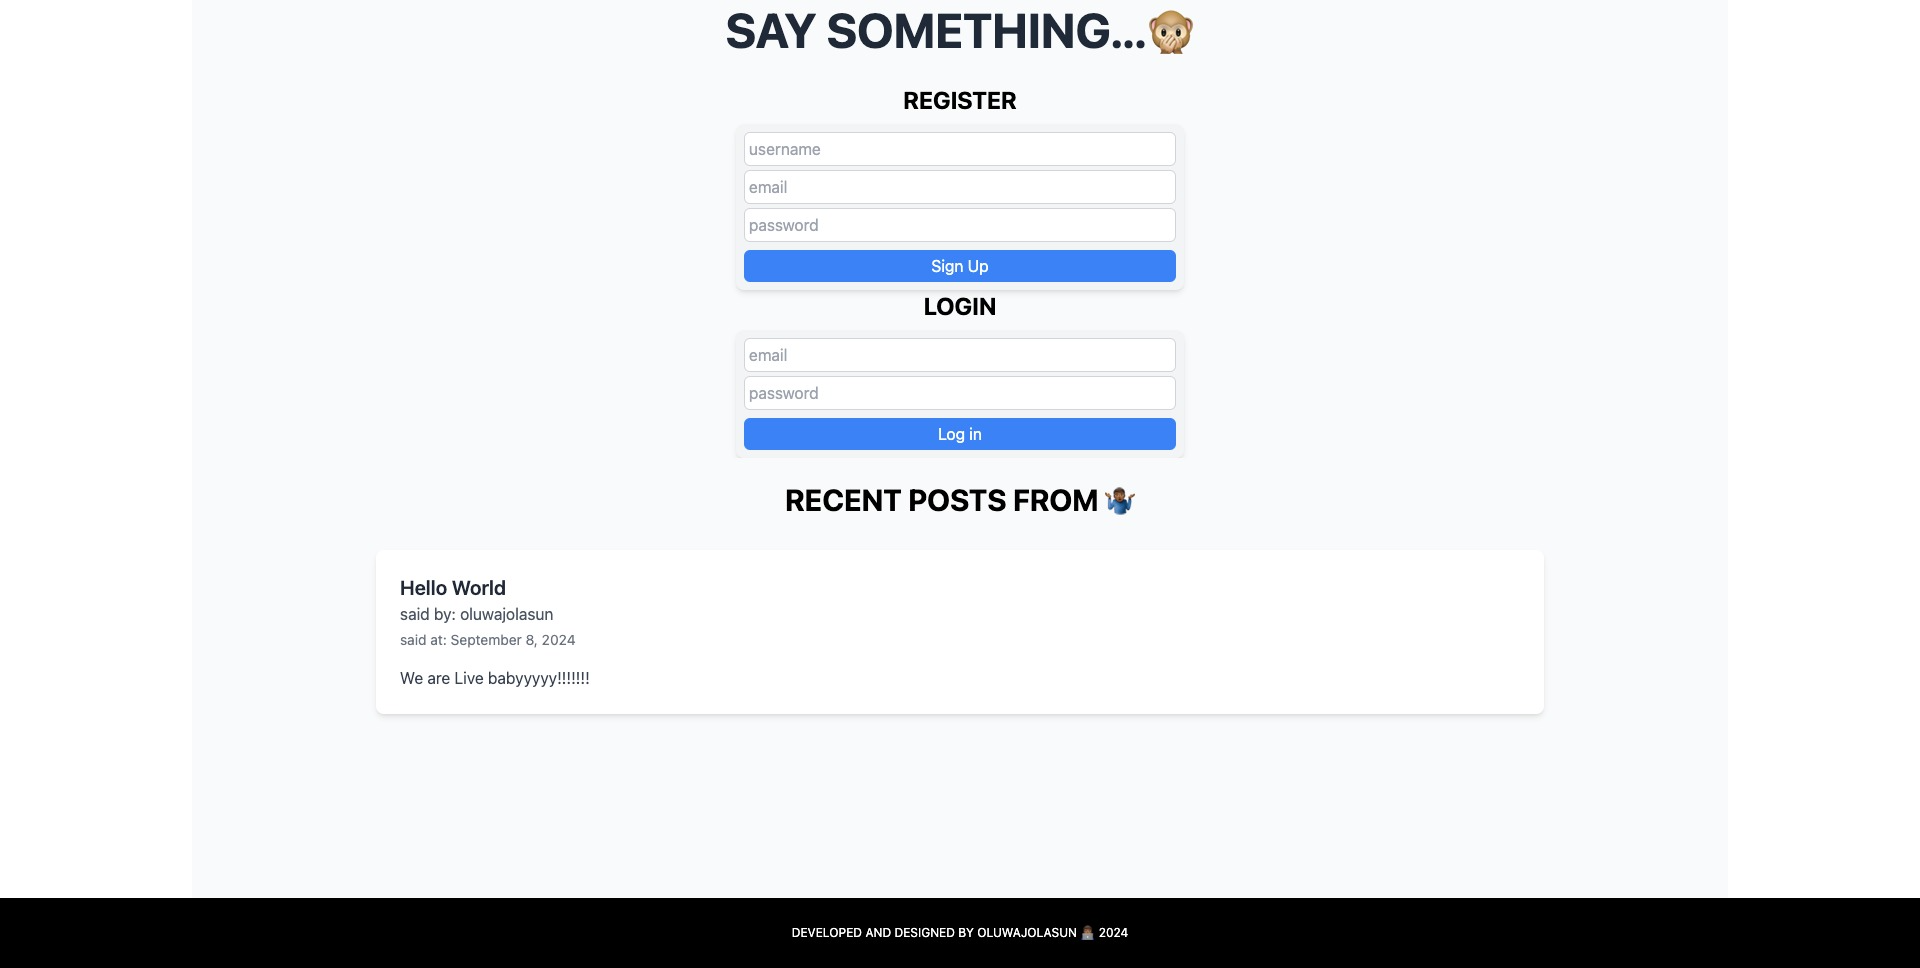 SAY SOMETHING...🙊
REGISTER
username
email
password
Sign Up
LOGIN
email
password
Log in
RECENT POSTS FROM 🤷🏾‍♂️
Hello World
said by: oluwajolasun
said at: September 8, 2024
We are Live babyyyyy!!!!!!!
DEVELOPED AND DESIGNED BY OLUWAJOLASUN 👨🏾‍💻 2024